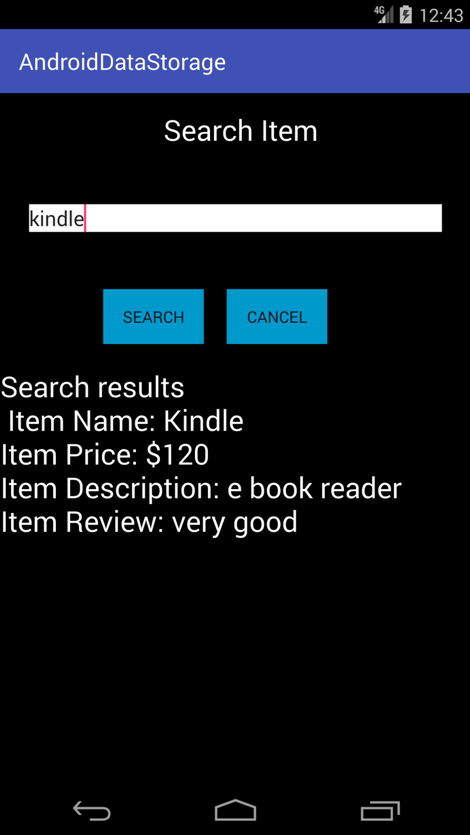 4G 12:43
AndroidDataStorage
Search Item
kindle
SEARCH CANCEL
Search results
Item Name: Kindle
Item Price: $120
Item Description: e book reader
Item Review: very good